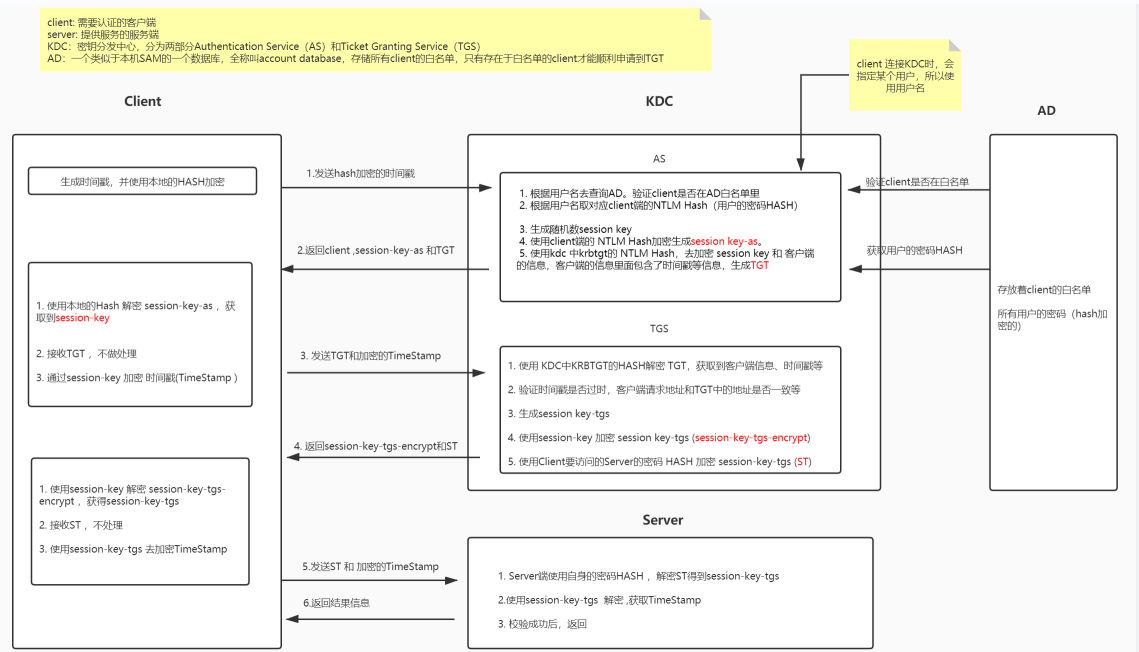 client: 需要认证的客户端
server: 提供服务的服务端
KDC：密钥分发中心，分为两部分Authentication Service（AS）和Ticket Granting Service（TGS）
AD：一个类似于本机SAM的一个数据库，全称叫account database，存储所有client的白名单，只有存在于白名单的client才能顺利申请到TGT
client 连接KDC时，会
指定某个用户，所以使
用用户名
Client
KDC
AD
生成时间戳，并使用本地的HASH加密
1.发送hash加密的时间戳
AS
1. 根据用户名去查询AD。验证client是否在AD白名单里
2. 根据用户名取对应client端的NTLM Hash（用户的密码HASH）
3. 生成随机数session key
4. 使用client端的 NTLM Hash加密生成session key-as。
5. 使用kdc 中krbtgt的 NTLM Hash，去加密 session key 和 客户端
的信息，客户端的信息里面包含了时间戳等信息，生成TGT
验证client是否在白名单
获取用户的密码HASH
存放着client的白名单
所有用户的密码（hash加
密的）
2.返回client ,session-key-as 和TGT
1. 使用本地的Hash 解密 session-key-as ，获
取到session-key
2. 接收TGT ，不做处理
3. 通过session-key 加密 时间戳(TimeStamp )
3. 发送TGT和加密的TimeStamp
TGS
1. 使用 KDC中KRBTGT的HASH解密 TGT，获取到客户端信息、时间戳等
2. 验证时间戳是否过时，客户端请求地址和TGT中的地址是否一致等
3. 生成session key-tgs
4. 使用session-key 加密 session key-tgs (session-key-tgs-encrypt)
5. 使用Client要访问的Server的密码 HASH 加密 session-key-tgs (ST)
4. 返回session-key-tgs-encrypt和ST
1. 使用session-key 解密 session-key-tgs-
encrypt ，获得session-key-tgs
2. 接收ST ，不处理
3. 使用session-key-tgs 去加密TimeStamp
Server
5.发送ST 和 加密的TimeStamp
1. Server端使用自身的密码HASH ，解密ST得到session-key-tgs
2.使用session-key-tgs 解密 ,获取TimeStamp
3. 校验成功后，返回
6.返回结果信息